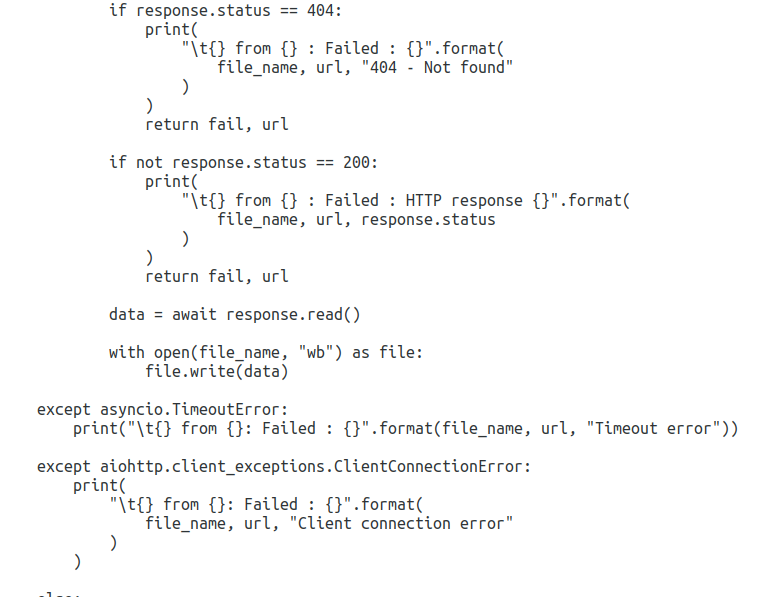 if response.status == 404:
print(
"\t{} from {} : Failed : {}".format(
file_name, url, "404 - Not found"
)
)
return fail, url
if not response.status == 200:
print(
"\t{} from {} : Failed : HTTP response {}".format(
file_name, url, response.status
)
)
return fail, url
data = await response.read()
with open(file_name, "wb") as file:
file.write(data)
except asyncio.TimeoutError:
print("\t{} from {}: Failed : {}".format(file_name, url, "Timeout error"))
except aiohttp.client_exceptions.ClientConnectionError:
print(
"\t{} from {}: Failed : {}".format(
file_name, url, "Client connection error"
)
)